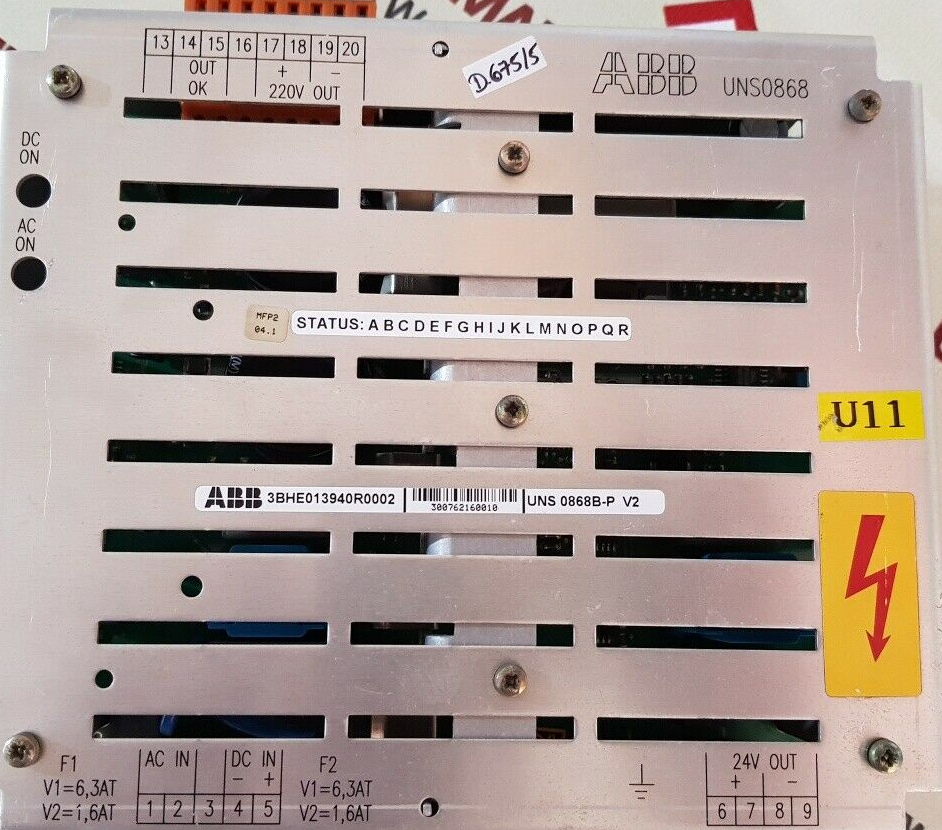 13 14 15 16 17 18 19 20
OUT + −
OK 220V OUT
D.675/5
ABB UNS0868
DC
ON
AC
ON
MFP2
04.1
STATUS: A B C D E F G H I J K L M N O P Q R
U11
ABB 3BHE013940R0002
300762160010
UNS 0868B-P V2
F1
V1=6,3AT
V2=1,6AT
AC IN DC IN
− +
1 2 3 4 5
F2
V1=6,3AT
V2=1,6AT
24V OUT
+ −
6 7 8 9